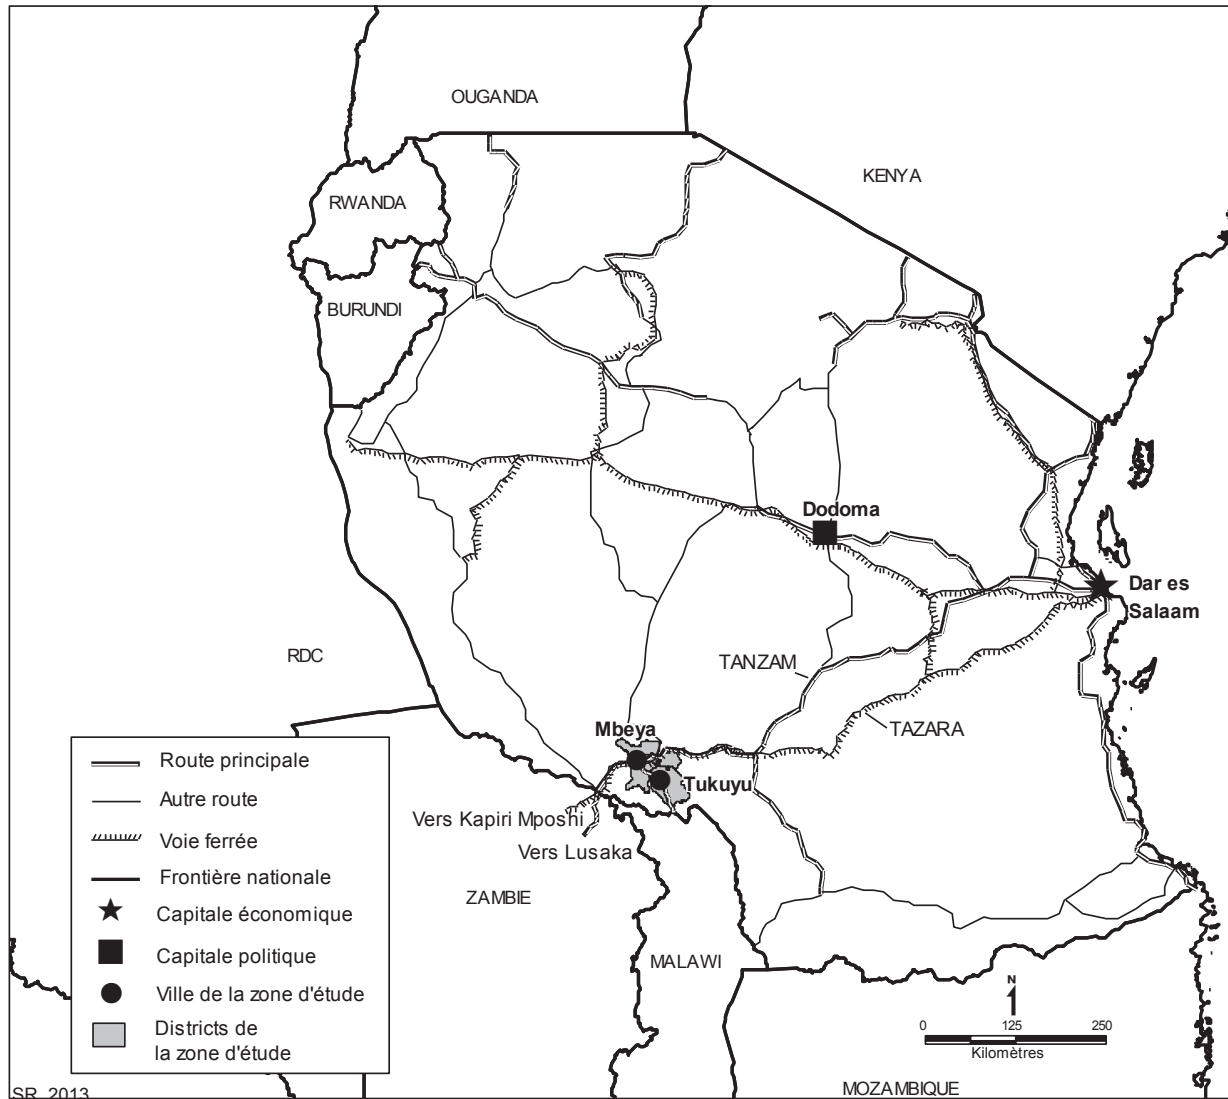 OUGANDA
KENYA
RWANDA
BURUNDI
Dodoma
Dar es
Salaam
RDC
TANZAM
TAZARA
Mbeya
Tukuyu
Vers Kapiri Mposhi
Vers Lusaka
ZAMBIE
MALAWI
MOZAMBIQUE
Route principale
Autre route
Voie ferrée
Frontière nationale
Capitale économique
Capitale politique
Ville de la zone d'étude
Districts de
la zone d'étude
N
0 125 250
Kilomètres
SR, 2013